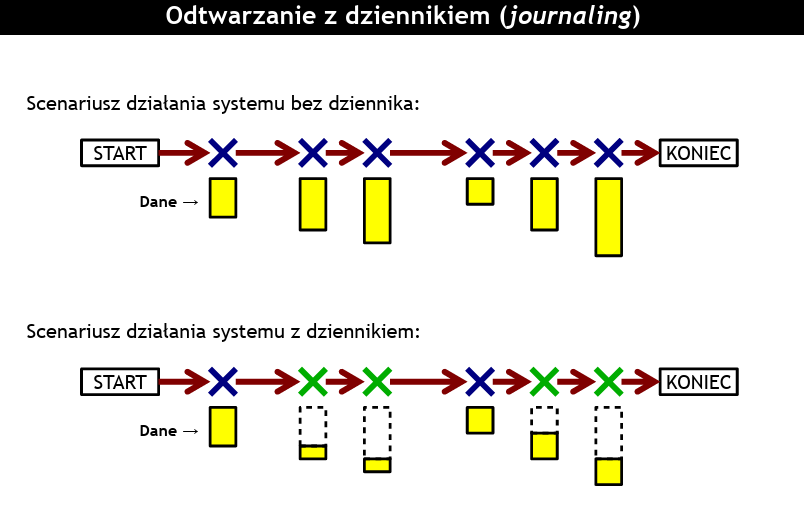 Odtwarzanie z dziennikiem (journaling)
Scenariusz działania systemu bez dziennika:
START
KONIEC
Dane →
Scenariusz działania systemu z dziennikiem:
START
KONIEC
Dane →